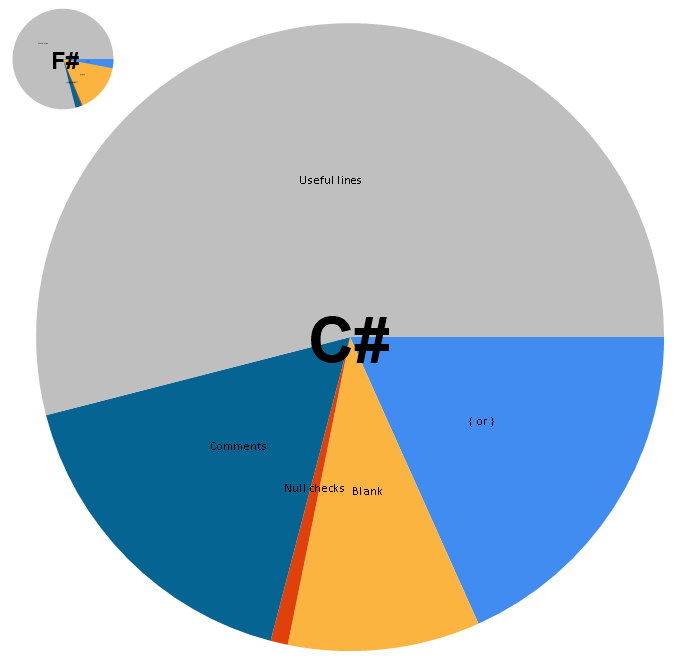 F#
Useful lines
C#
{ or }
Comments
Null checks
Blank